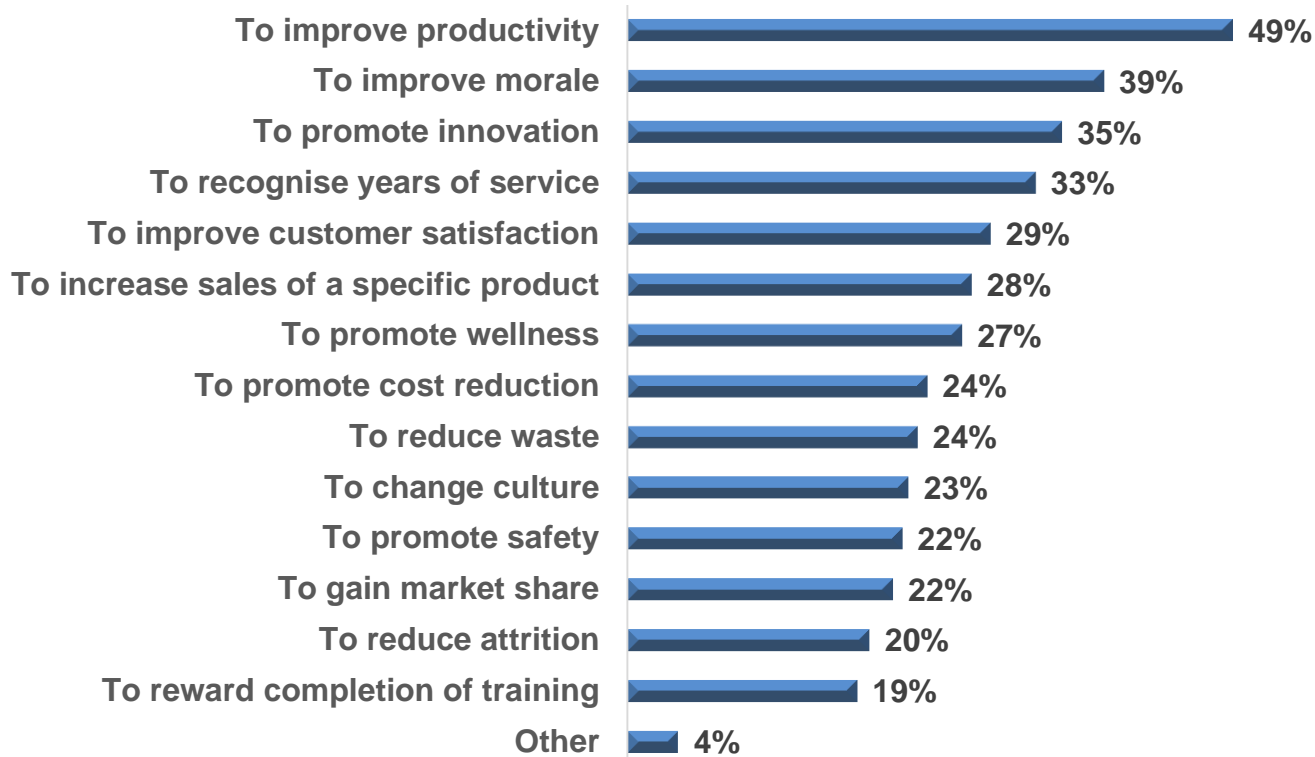 To improve productivity 49%
To improve morale 39%
To promote innovation 35%
To recognise years of service 33%
To improve customer satisfaction 29%
To increase sales of a specific product 28%
To promote wellness 27%
To promote cost reduction 24%
To reduce waste 24%
To change culture 23%
To promote safety 22%
To gain market share 22%
To reduce attrition 20%
To reward completion of training 19%
Other 4%